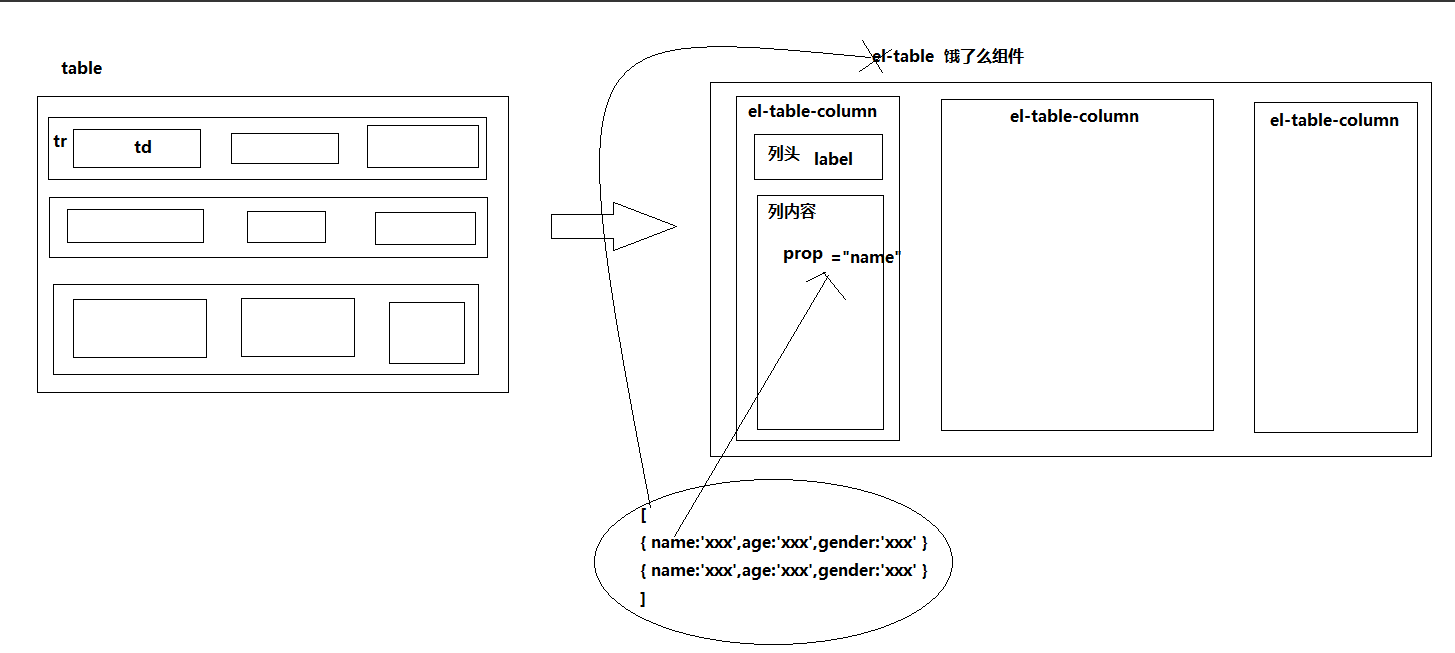 table
tr
td
el-table 饿了么组件
el-table-column
列头 label
列内容
prop ="name"
el-table-column
el-table-column
[
{ name:'xxx',age:'xxx',gender:'xxx' }
{ name:'xxx',age:'xxx',gender:'xxx' }
]